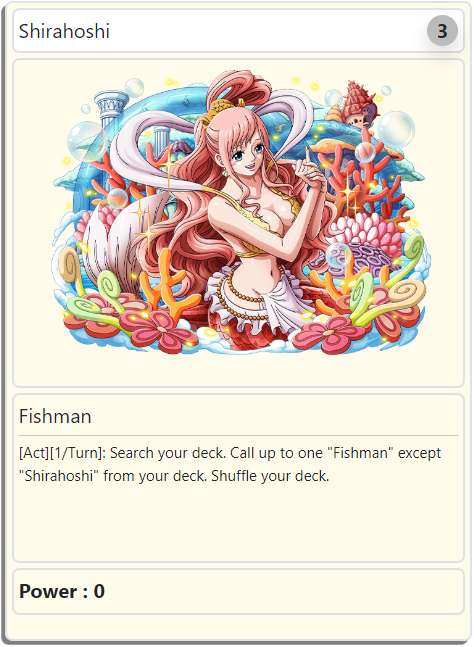 Shirahoshi
3
Fishman
[Act][1/Turn]: Search your deck. Call up to one "Fishman" except
"Shirahoshi" from your deck. Shuffle your deck.
Power : 0